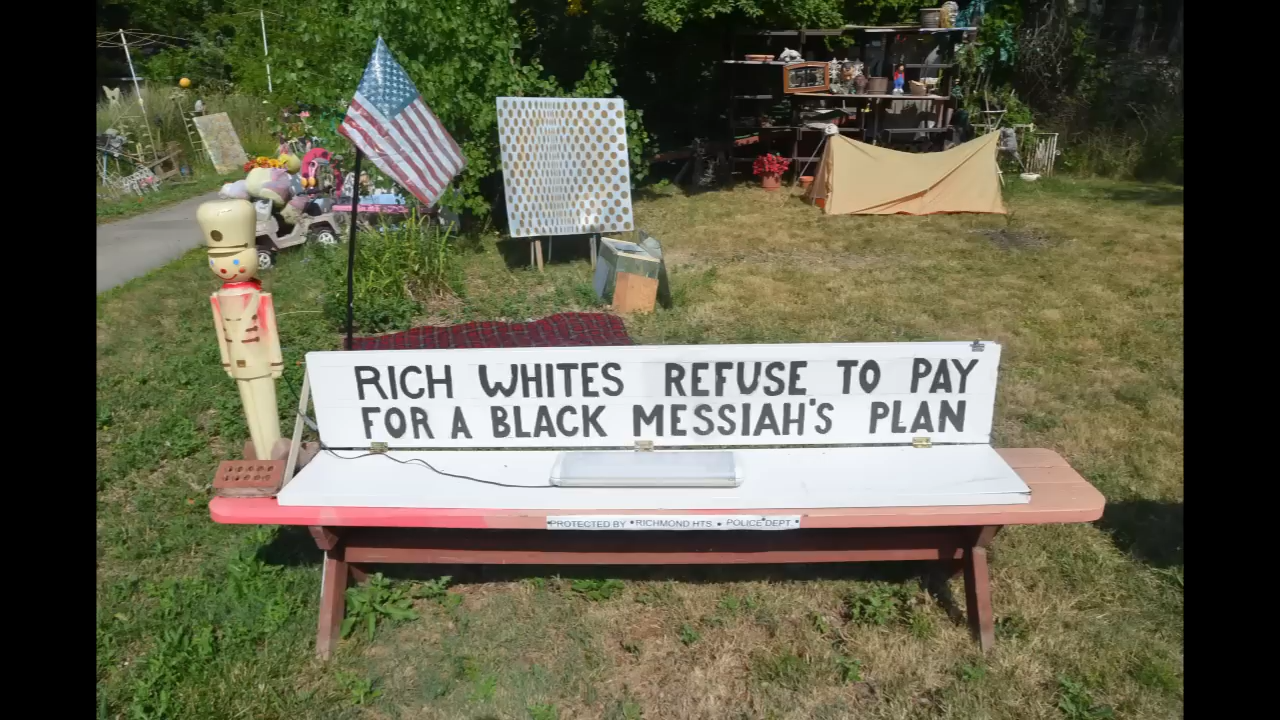 RICH WHITES REFUSE TO PAY
FOR A BLACK MESSIAH'S PLAN
PROTECTED BY • RICHMOND HTS • POLICE DEPT.